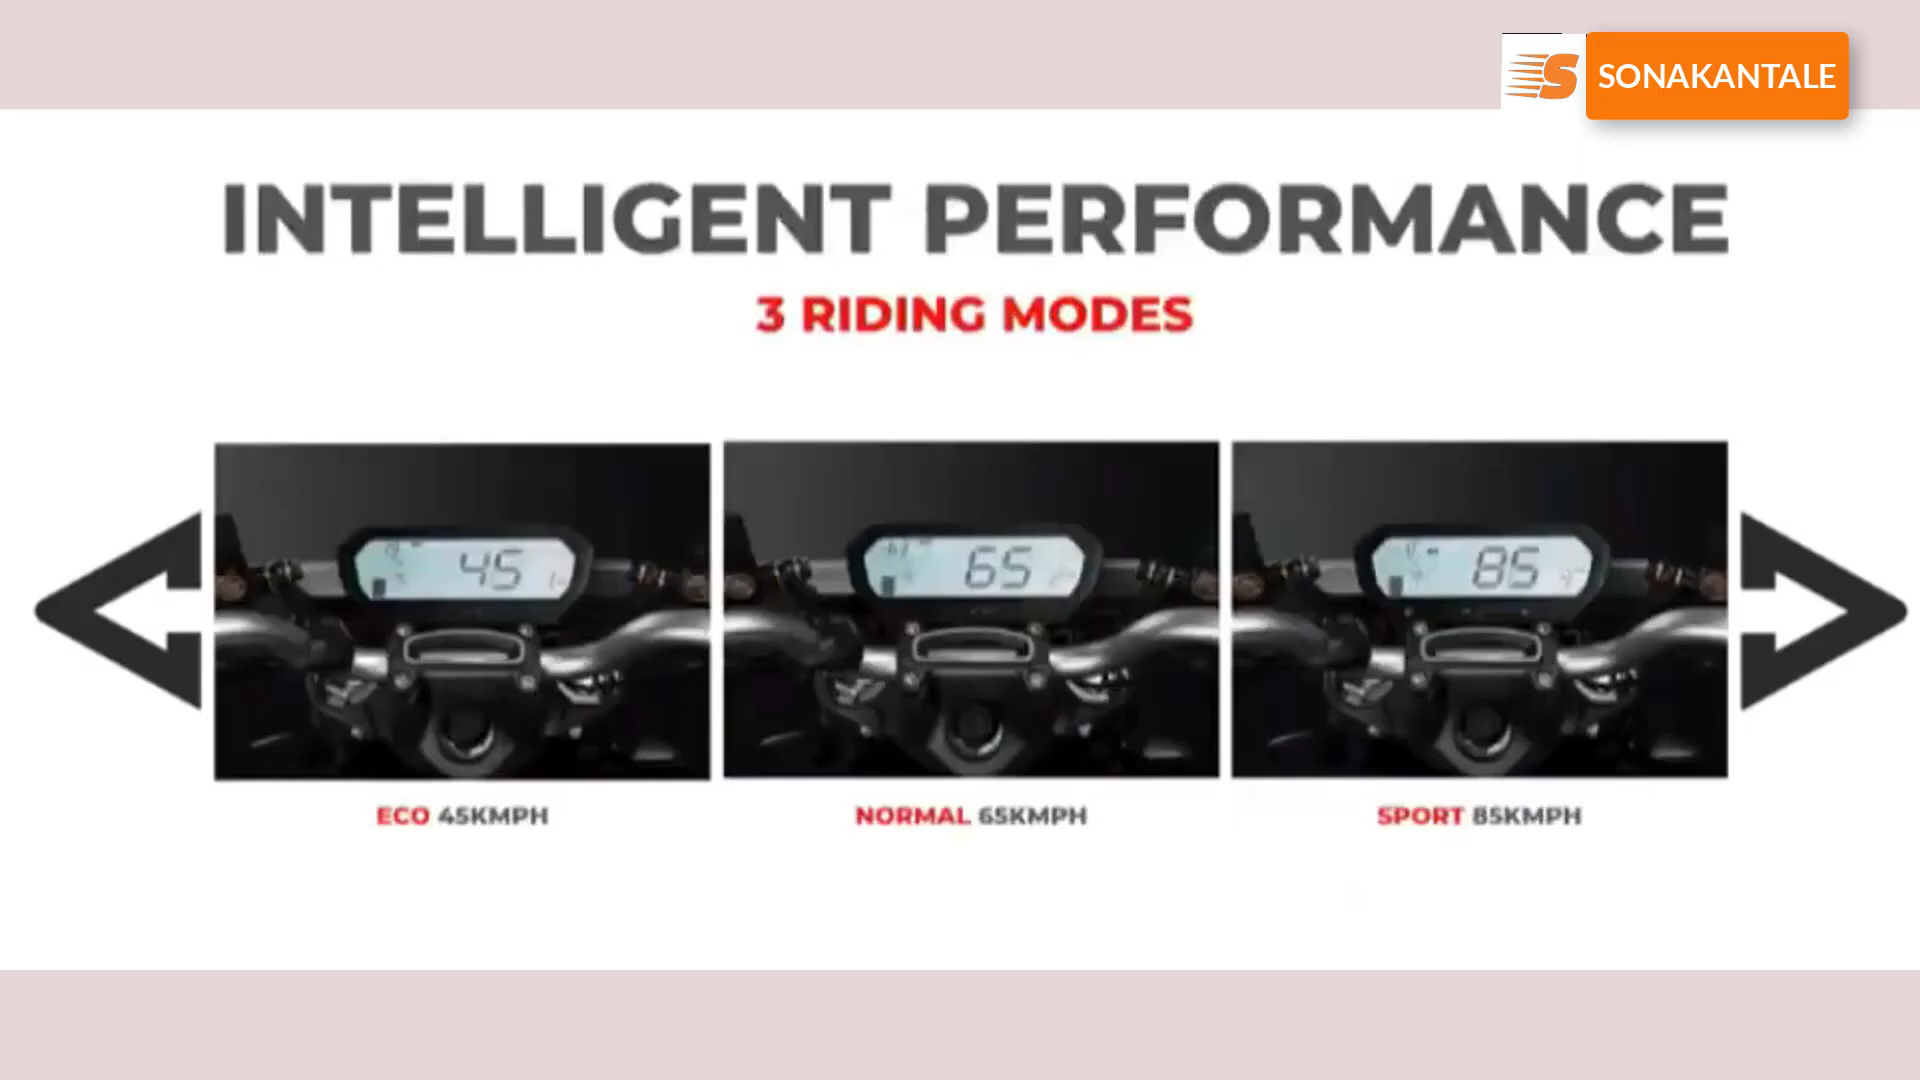 SONAKANTALE
INTELLIGENT PERFORMANCE
3 RIDING MODES
45
65
85
ECO 45KMPH
NORMAL 65KMPH
SPORT 85KMPH